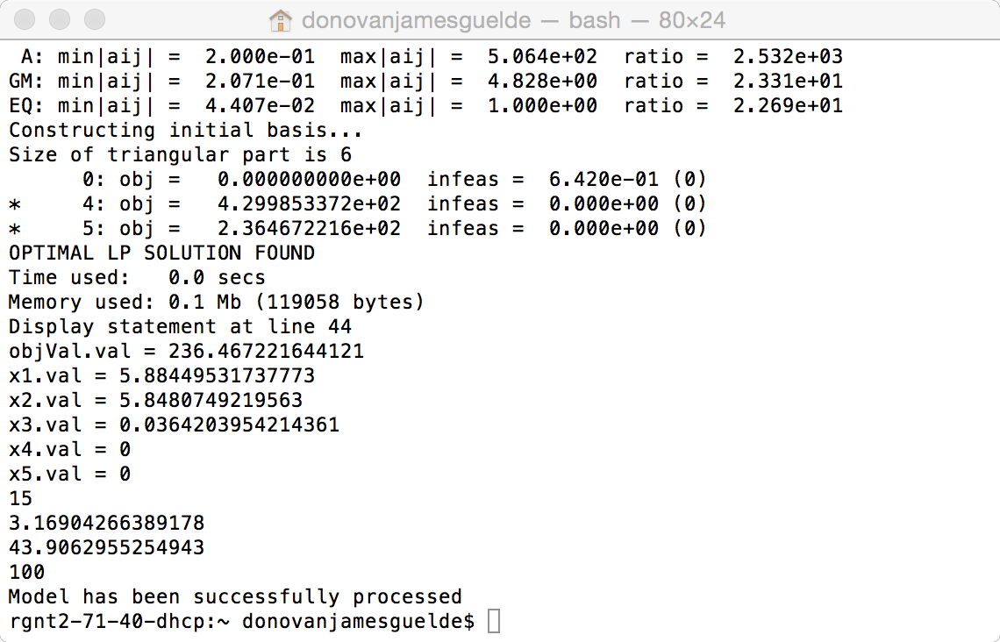 donovanjamesguelde — bash — 80×24
 A: min|aij| =  2.000e-01  max|aij| =  5.064e+02  ratio =  2.532e+03
GM: min|aij| =  2.071e-01  max|aij| =  4.828e+00  ratio =  2.331e+01
EQ: min|aij| =  4.407e-02  max|aij| =  1.000e+00  ratio =  2.269e+01
Constructing initial basis...
Size of triangular part is 6
      0: obj =   0.000000000e+00  infeas =  6.420e-01 (0)
*     4: obj =   4.299853372e+02  infeas =  0.000e+00 (0)
*     5: obj =   2.364672216e+02  infeas =  0.000e+00 (0)
OPTIMAL LP SOLUTION FOUND
Time used:   0.0 secs
Memory used: 0.1 Mb (119058 bytes)
Display statement at line 44
objVal.val = 236.467221644121
x1.val = 5.88449531737773
x2.val = 5.8480749219563
x3.val = 0.0364203954214361
x4.val = 0
x5.val = 0
15
3.16904266389178
43.9062955254943
100
Model has been successfully processed
rgnt2-71-40-dhcp:~ donovanjamesguelde$